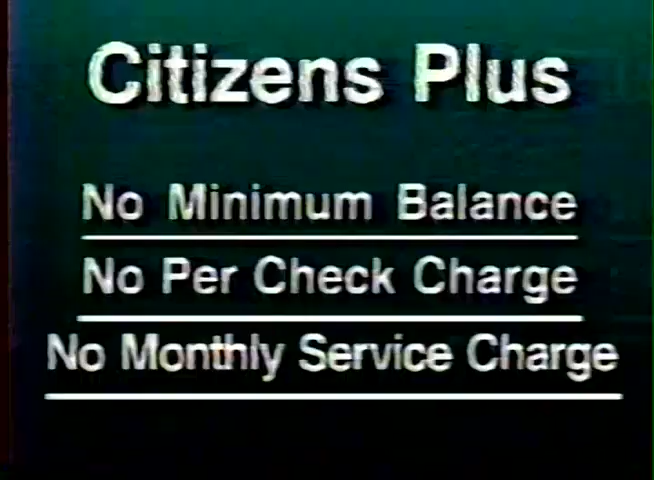 Citizens Plus
No Minimum Balance
No Per Check Charge
No Monthly Service Charge